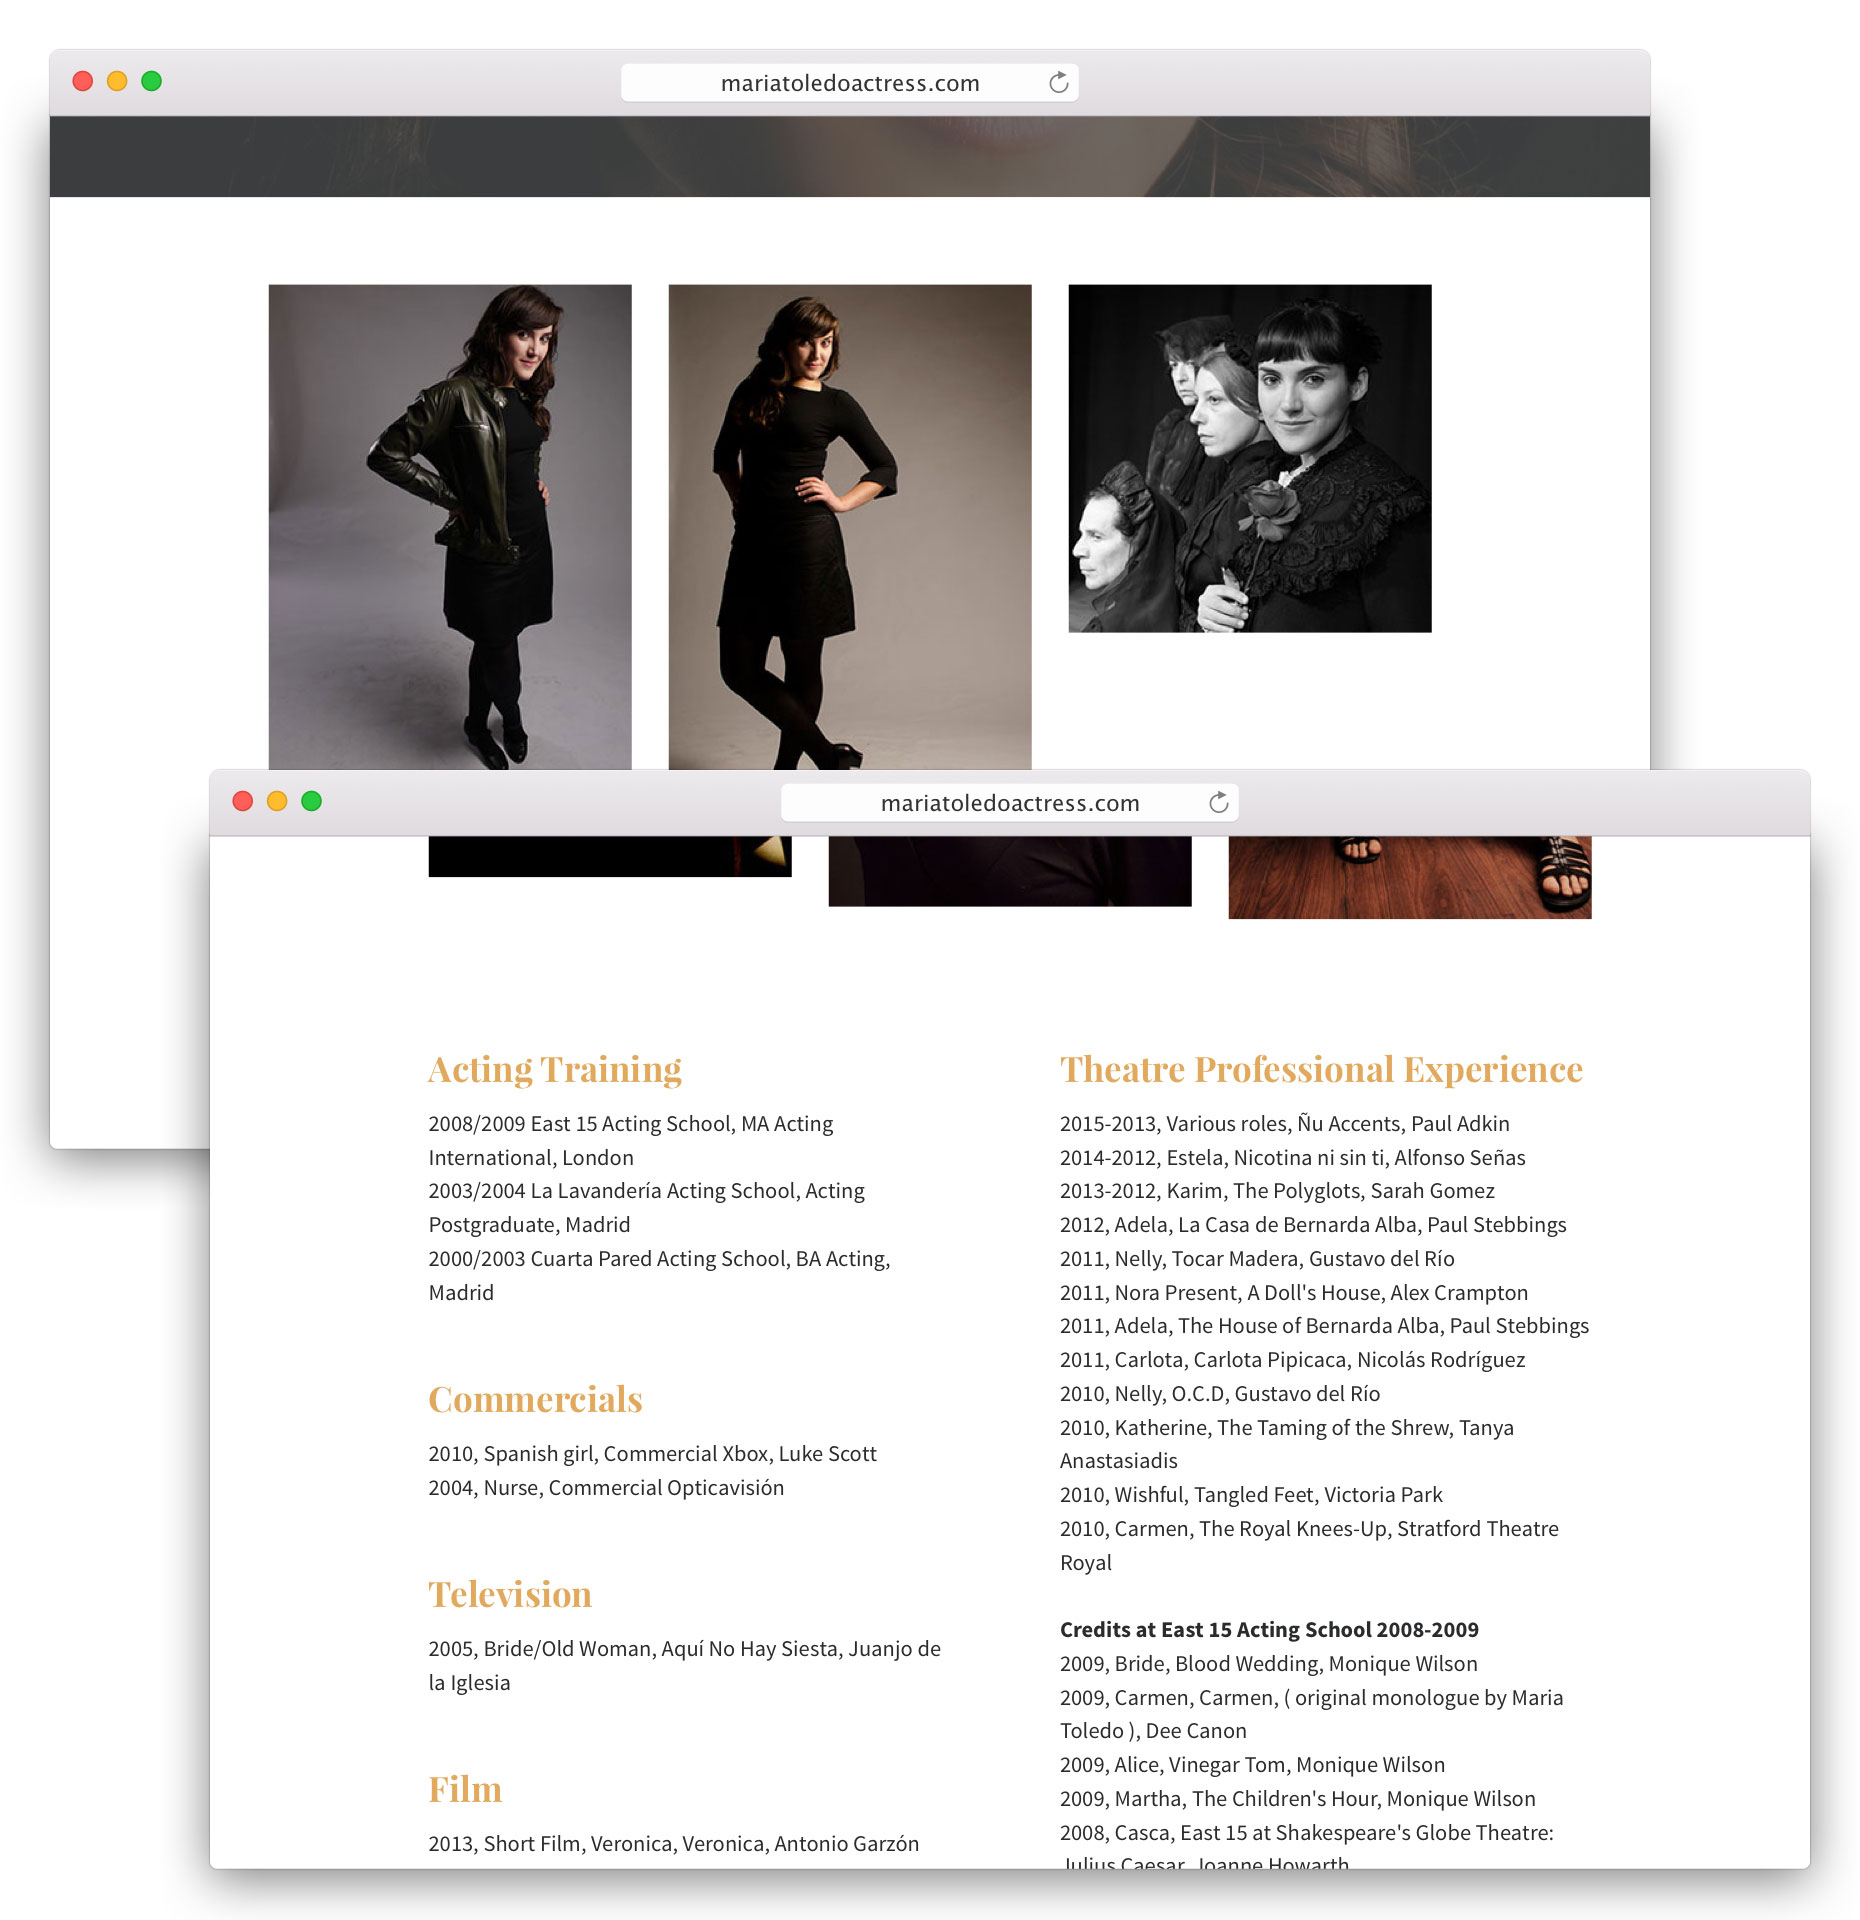 mariatoledoactress.com
mariatoledoactress.com
Acting Training
2008/2009 East 15 Acting School, MA Acting
International, London
2003/2004 La Lavandería Acting School, Acting
Postgraduate, Madrid
2000/2003 Cuarta Pared Acting School, BA Acting,
Madrid
Commercials
2010, Spanish girl, Commercial Xbox, Luke Scott
2004, Nurse, Commercial Opticavisión
Television
2005, Bride/Old Woman, Aquí No Hay Siesta, Juanjo de
la Iglesia
Film
2013, Short Film, Veronica, Veronica, Antonio Garzón
Theatre Professional Experience
2015-2013, Various roles, Ñu Accents, Paul Adkin
2014-2012, Estela, Nicotina ni sin ti, Alfonso Señas
2013-2012, Karim, The Polyglots, Sarah Gomez
2012, Adela, La Casa de Bernarda Alba, Paul Stebbings
2011, Nelly, Tocar Madera, Gustavo del Río
2011, Nora Present, A Doll's House, Alex Crampton
2011, Adela, The House of Bernarda Alba, Paul Stebbings
2011, Carlota, Carlota Pipicaca, Nicolás Rodríguez
2010, Nelly, O.C.D, Gustavo del Río
2010, Katherine, The Taming of the Shrew, Tanya
Anastasiadis
2010, Wishful, Tangled Feet, Victoria Park
2010, Carmen, The Royal Knees-Up, Stratford Theatre
Royal
Credits at East 15 Acting School 2008-2009
2009, Bride, Blood Wedding, Monique Wilson
2009, Carmen, Carmen, ( original monologue by Maria
Toledo ), Dee Canon
2009, Alice, Vinegar Tom, Monique Wilson
2009, Martha, The Children's Hour, Monique Wilson
2008, Casca, East 15 at Shakespeare's Globe Theatre:
Julius Caesar, Joanne Howarth